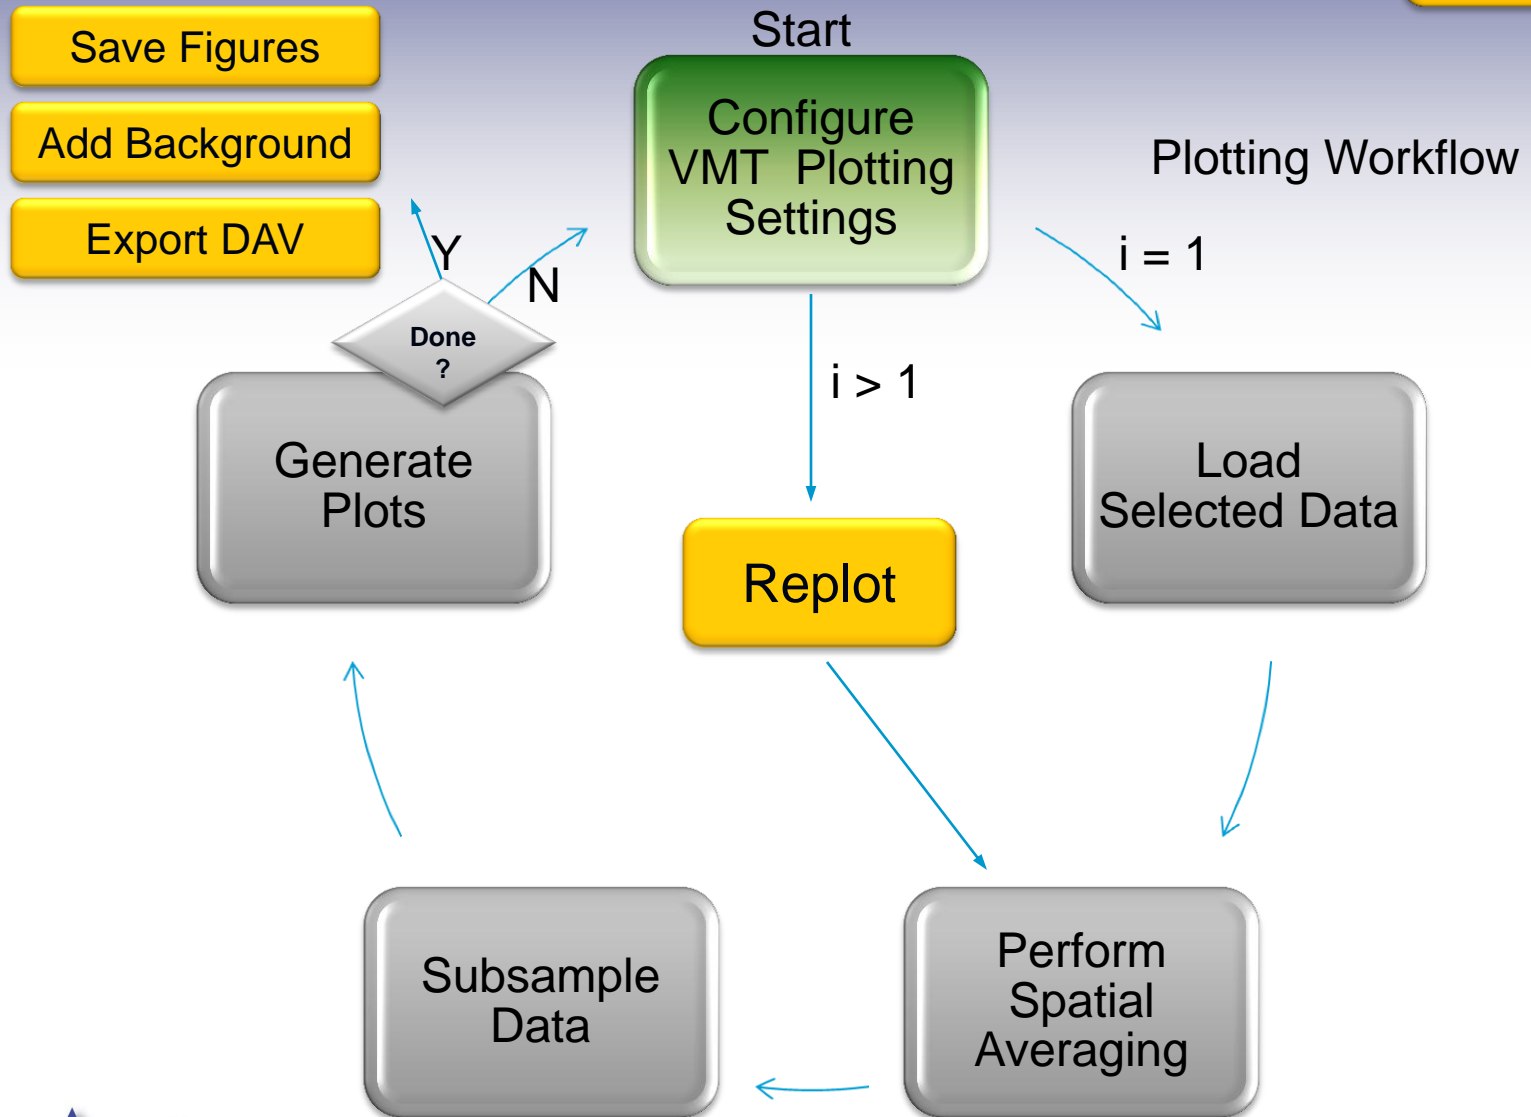 Save Figures
Add Background
Export DAV
Start
Configure
VMT Plotting
Settings
Plotting Workflow
i = 1
Y
N
Done
?
i > 1
Generate
Plots
Load
Selected Data
Replot
Subsample
Data
Perform
Spatial
Averaging